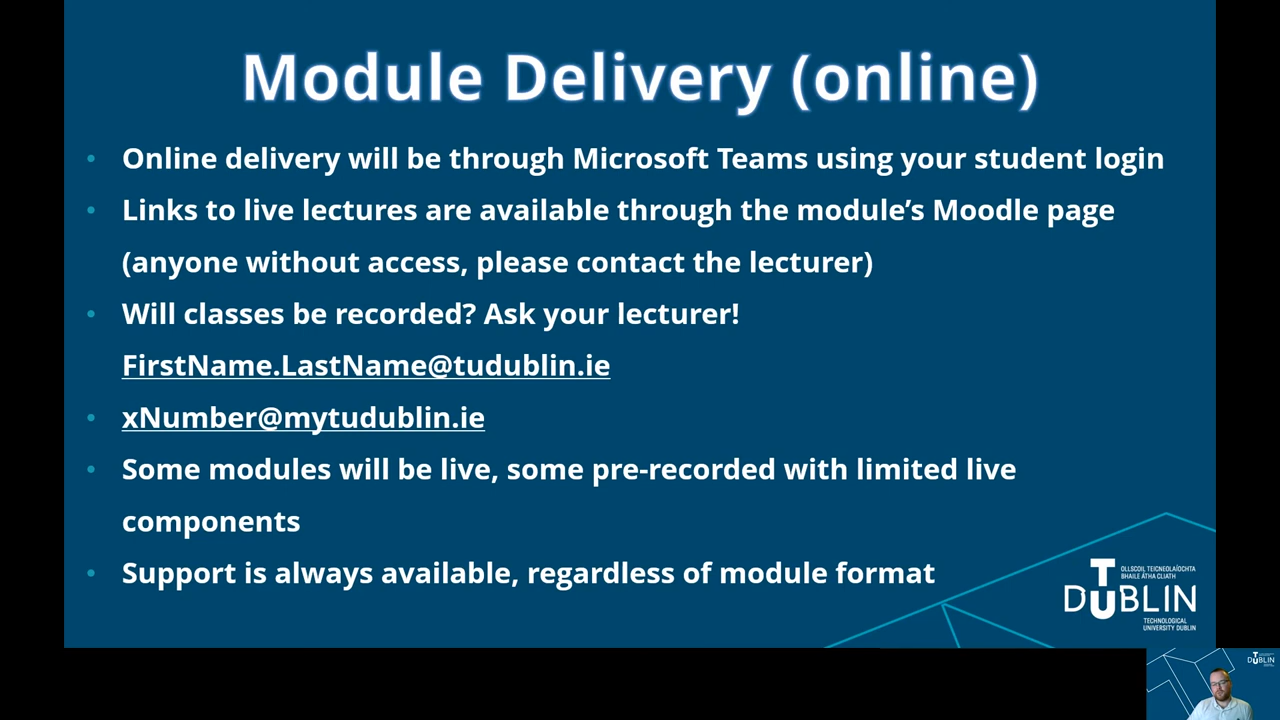 Module Delivery (online)
• Online delivery will be through Microsoft Teams using your student login
• Links to live lectures are available through the module’s Moodle page
(anyone without access, please contact the lecturer)
• Will classes be recorded? Ask your lecturer!
FirstName.LastName@tudublin.ie
• xNumber@mytudublin.ie
• Some modules will be live, some pre-recorded with limited live
components
• Support is always available, regardless of module format
OLLSCOIL TEICNEOLAÍOCHTA
BHAILE ÁTHA CLIATH
TU DUBLIN
TECHNOLOGICAL
UNIVERSITY DUBLIN
TU DUBLIN